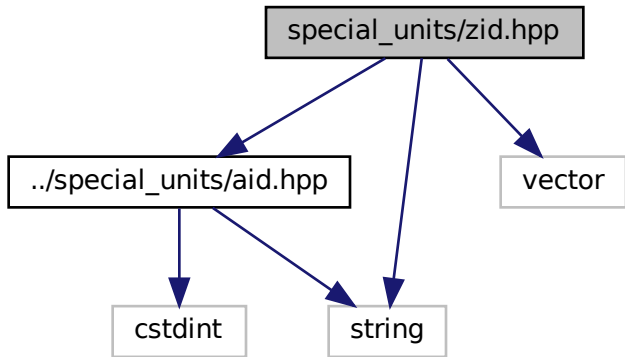 special_units/zid.hpp
../special_units/aid.hpp
vector
cstdint
string